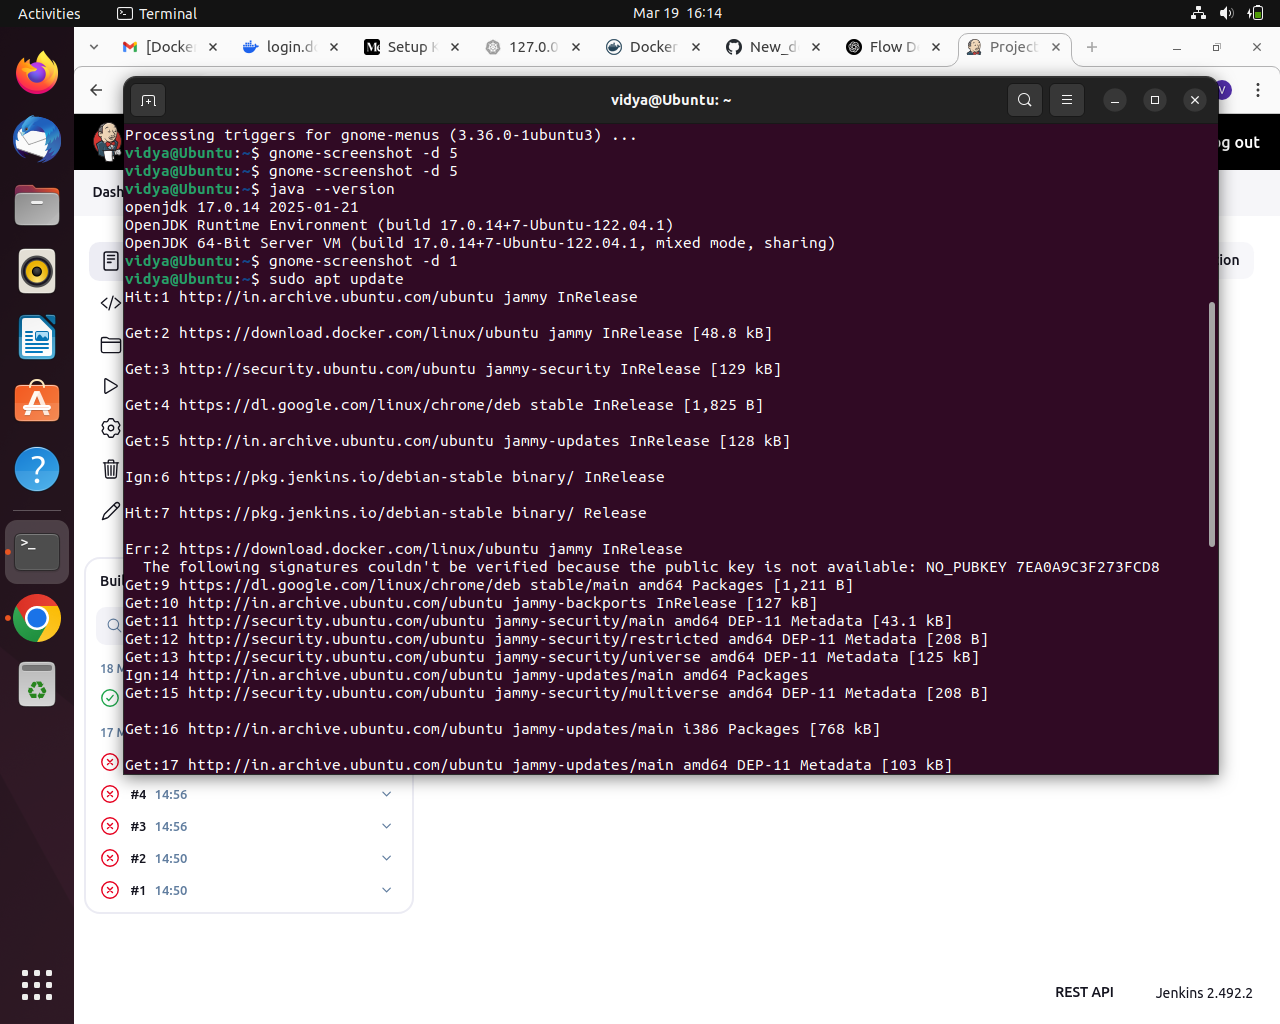 Activities
Terminal
Mar 19 16:14
[Docke
login.do
Setup K
127.0.0
Docker
New_d
Flow De
Project
V
vidya@Ubuntu: ~
og out
Dash
ion
Processing triggers for gnome-menus (3.36.0-1ubuntu3) ...
vidya@Ubuntu:~$ gnome-screenshot -d 5
vidya@Ubuntu:~$ gnome-screenshot -d 5
vidya@Ubuntu:~$ java --version
openjdk 17.0.14 2025-01-21
OpenJDK Runtime Environment (build 17.0.14+7-Ubuntu-122.04.1)
OpenJDK 64-Bit Server VM (build 17.0.14+7-Ubuntu-122.04.1, mixed mode, sharing)
vidya@Ubuntu:~$ gnome-screenshot -d 1
vidya@Ubuntu:~$ sudo apt update
Hit:1 http://in.archive.ubuntu.com/ubuntu jammy InRelease
Get:2 https://download.docker.com/linux/ubuntu jammy InRelease [48.8 kB]
Get:3 http://security.ubuntu.com/ubuntu jammy-security InRelease [129 kB]
Get:4 https://dl.google.com/linux/chrome/deb stable InRelease [1,825 B]
Get:5 http://in.archive.ubuntu.com/ubuntu jammy-updates InRelease [128 kB]
Ign:6 https://pkg.jenkins.io/debian-stable binary/ InRelease
Hit:7 https://pkg.jenkins.io/debian-stable binary/ Release
Err:2 https://download.docker.com/linux/ubuntu jammy InRelease
The following signatures couldn't be verified because the public key is not available: NO_PUBKEY 7EA0A9C3F273FCD8
Get:9 https://dl.google.com/linux/chrome/deb stable/main amd64 Packages [1,211 B]
Get:10 http://in.archive.ubuntu.com/ubuntu jammy-backports InRelease [127 kB]
Get:11 http://security.ubuntu.com/ubuntu jammy-security/main amd64 DEP-11 Metadata [43.1 kB]
Get:12 http://security.ubuntu.com/ubuntu jammy-security/restricted amd64 DEP-11 Metadata [208 B]
Get:13 http://security.ubuntu.com/ubuntu jammy-security/universe amd64 DEP-11 Metadata [125 kB]
Ign:14 http://in.archive.ubuntu.com/ubuntu jammy-updates/main amd64 Packages
Get:15 http://security.ubuntu.com/ubuntu jammy-security/multiverse amd64 DEP-11 Metadata [208 B]
Get:16 http://in.archive.ubuntu.com/ubuntu jammy-updates/main i386 Packages [768 kB]
Get:17 http://in.archive.ubuntu.com/ubuntu jammy-updates/main amd64 DEP-11 Metadata [103 kB]
Buil
18 M
17 M
#4 14:56
#3 14:56
#2 14:50
#1 14:50
REST API
Jenkins 2.492.2